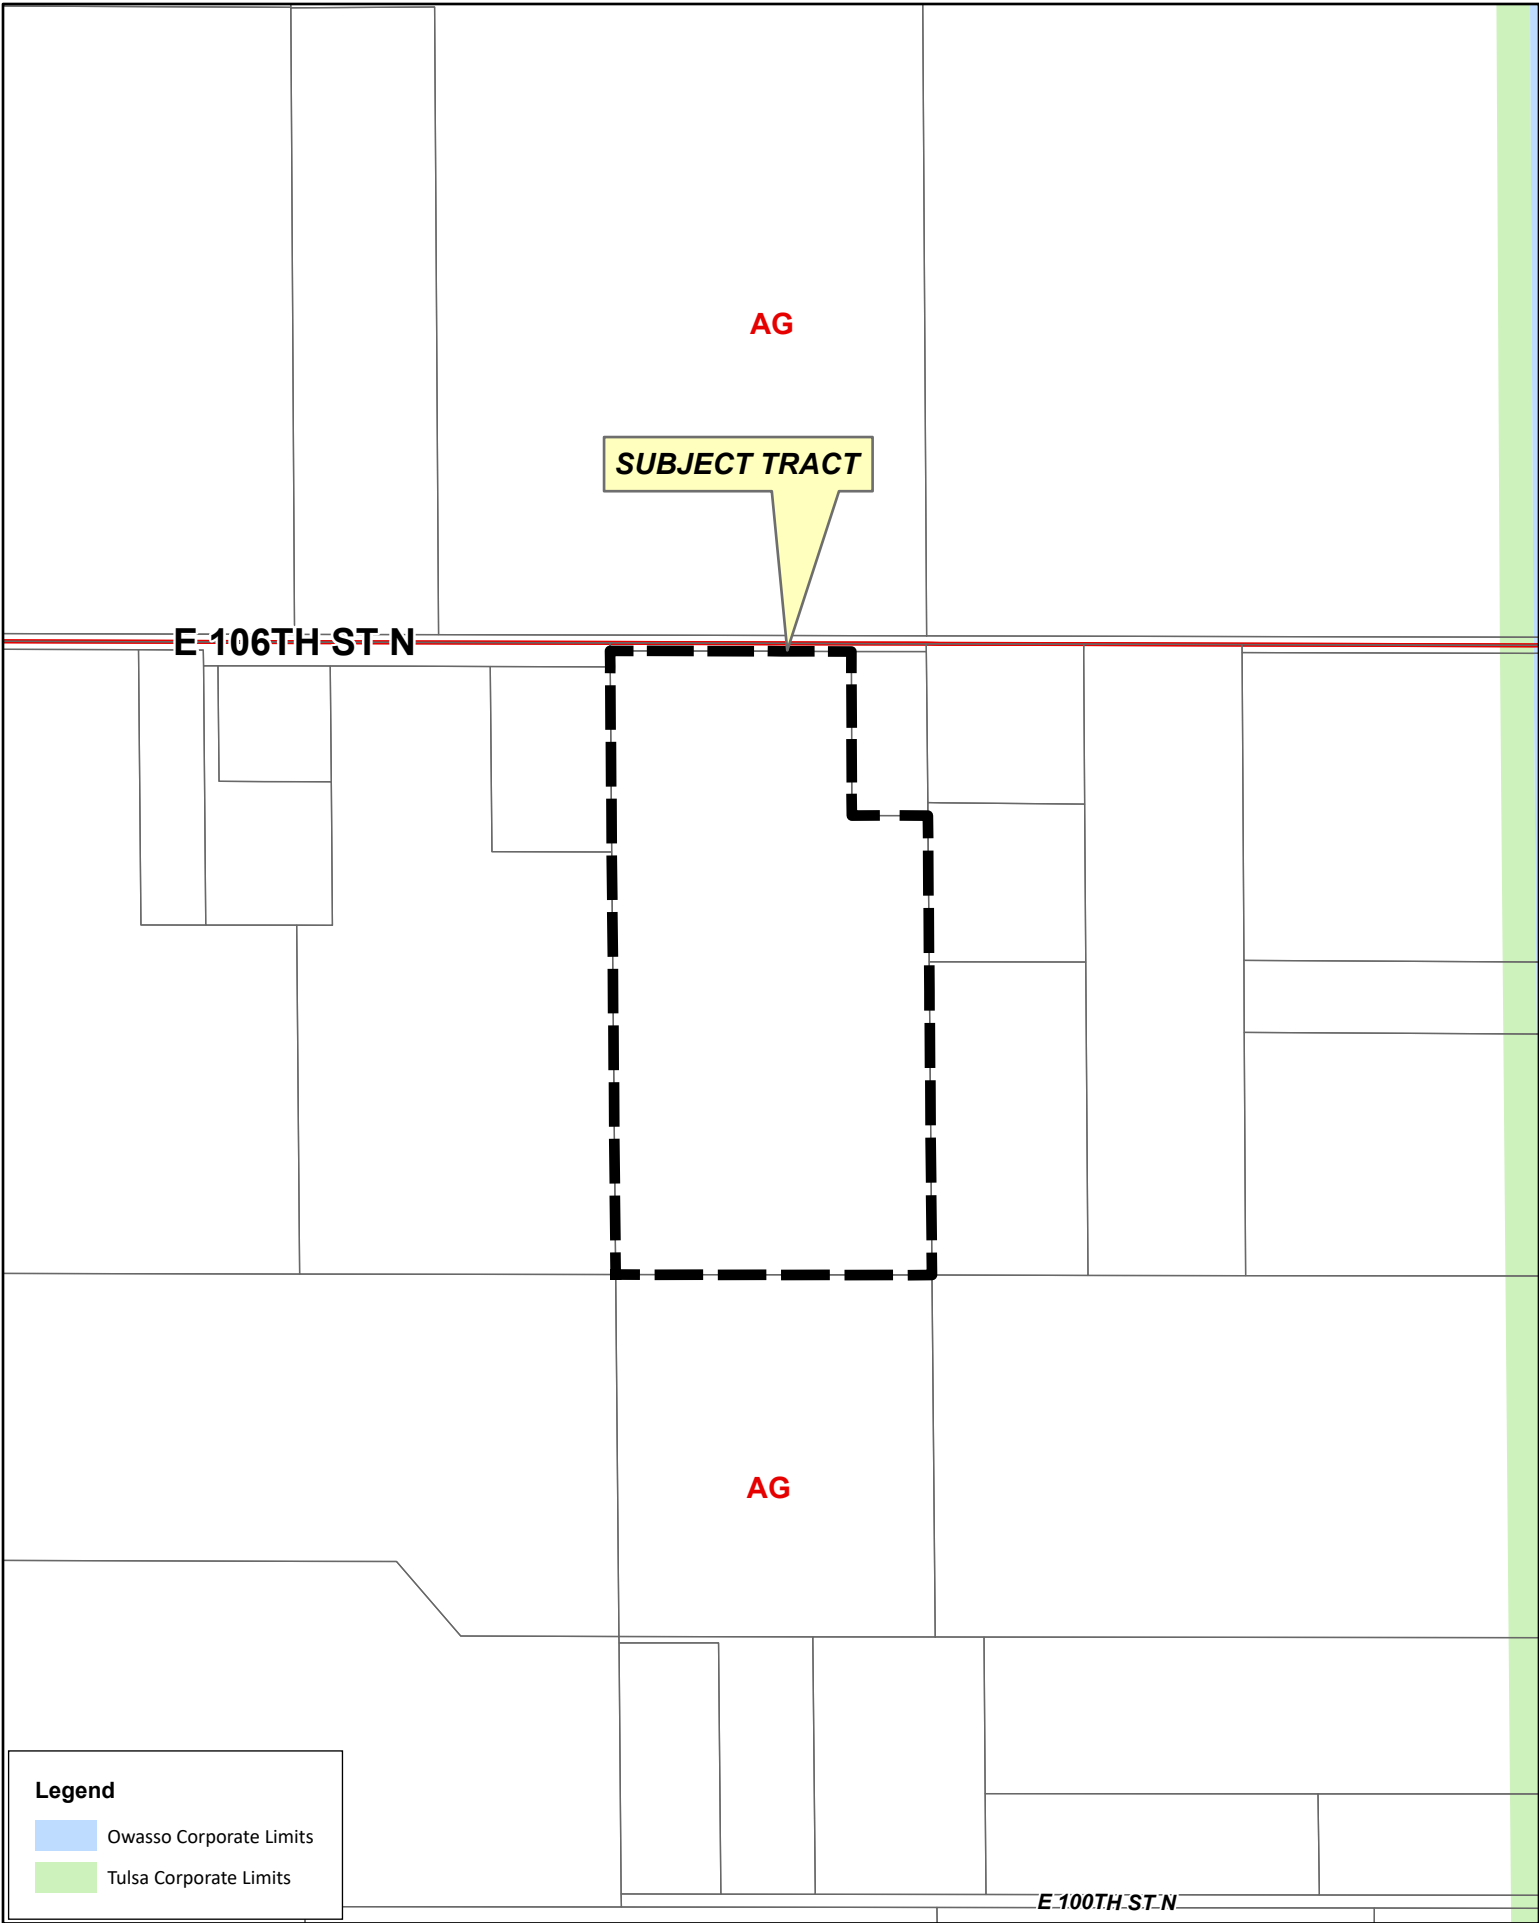 AG
SUBJECT TRACT
E 106TH ST N
AG
Legend
Owasso Corporate Limits
Tulsa Corporate Limits
E 100TH ST N